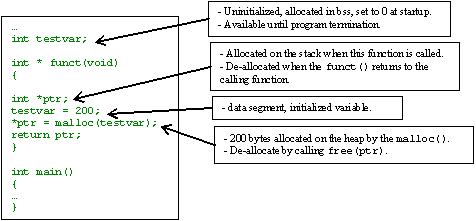 …
int testvar;
int * funct(void)
{
int *ptr;
testvar = 200;
*ptr = malloc(testvar);
return ptr;
}
int main()
{
…
}
- Uninitialized, allocated in bss, set to 0 at startup.
- Available until program termination.
- Allocated on the stack when this function is called.
- De-allocated when the funct() returns to the
calling function.
- data segment, initialized variable.
- 200 bytes allocated on the heap by the malloc().
- De-allocate by calling free(ptr).